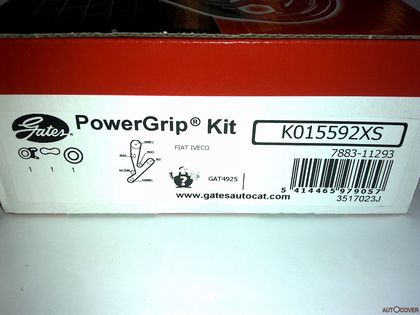 Gates
PowerGrip® Kit
K015592XS
FIAT IVECO
7883-11293
1 1 1
GAT4925
5 414465 979057
www.gatesautocat.com
3517023J
AUTOCOVER